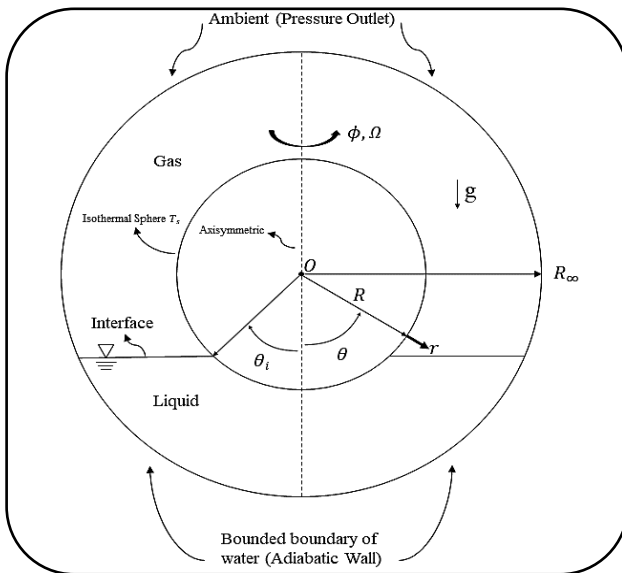 Ambient (Pressure Outlet)
ϕ, Ω
Gas
g
Isothermal Sphere Tₛ
Axisymmetric
O
R∞
R
Interface
θᵢ
θ
r
Liquid
Bounded boundary of
water (Adiabatic Wall)